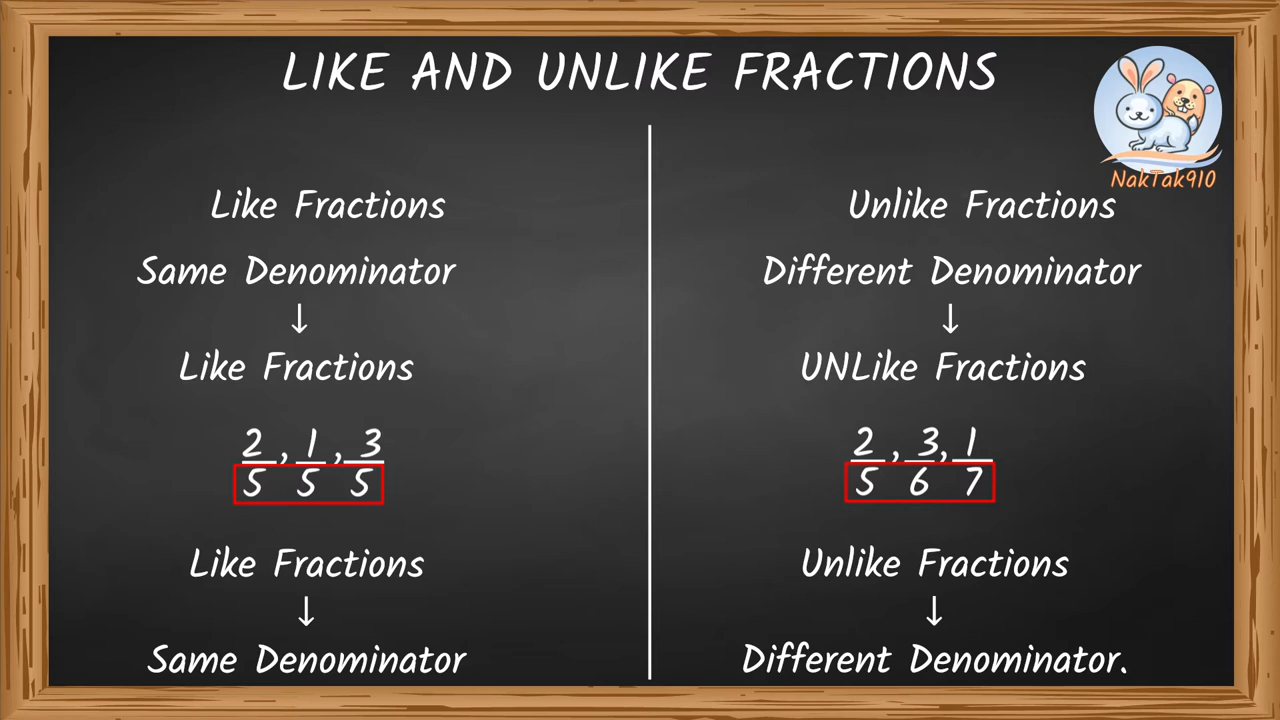 LIKE AND UNLIKE FRACTIONS
NakTak910
Like Fractions
Same Denominator
↓
Like Fractions
2/5, 1/5, 3/5
Like Fractions
↓
Same Denominator
Unlike Fractions
Different Denominator
↓
UNLike Fractions
2/5, 3/6, 1/7
Unlike Fractions
↓
Different Denominator.